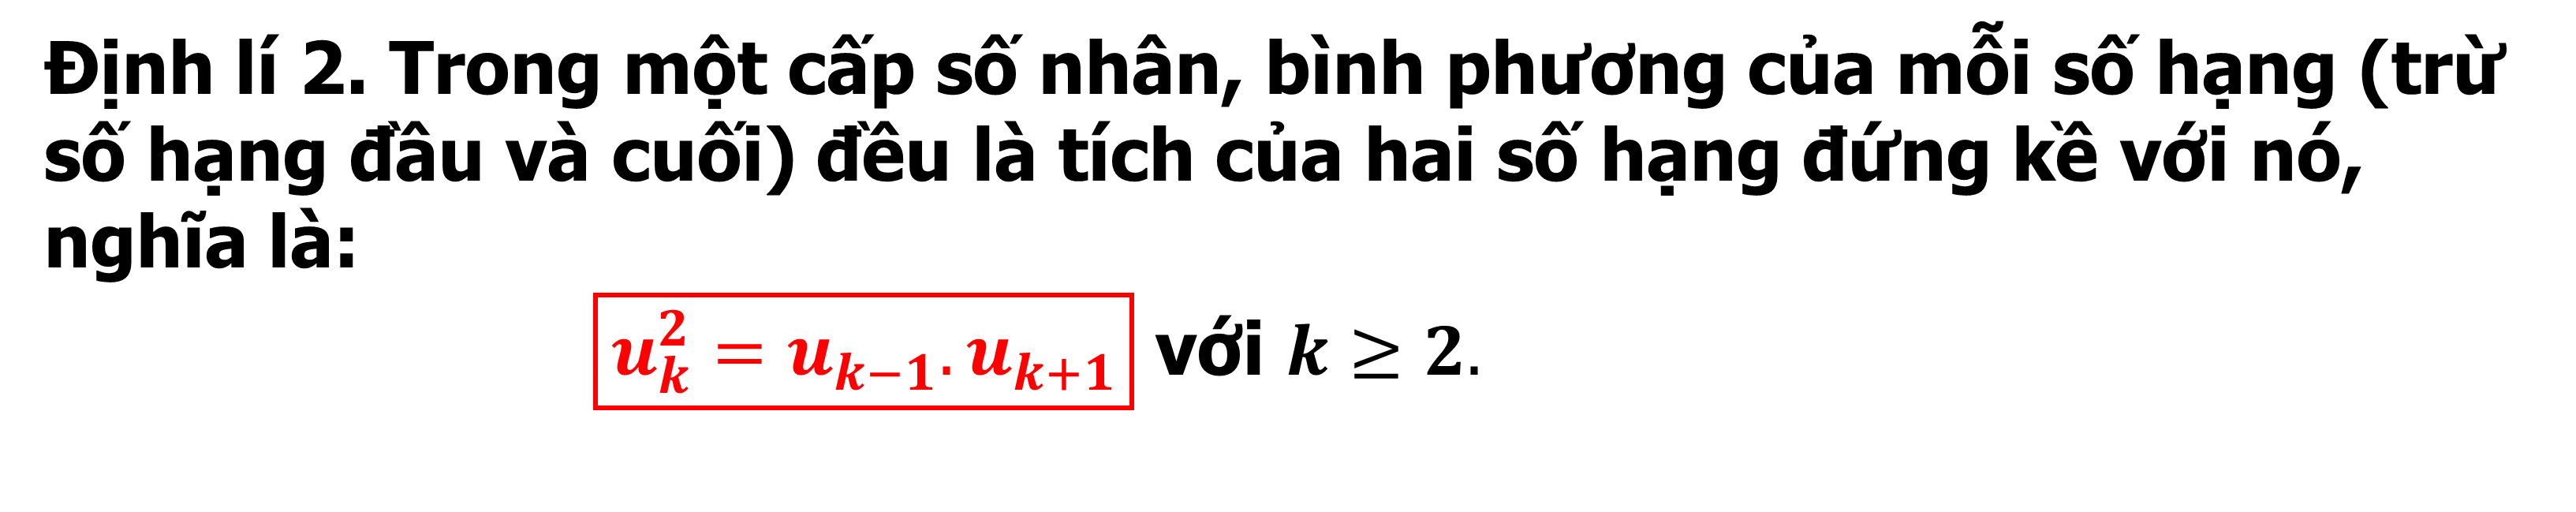 Định lí 2. Trong một cấp số nhân, bình phương của mỗi số hạng (trừ
số hạng đầu và cuối) đều là tích của hai số hạng đứng kề với nó,
nghĩa là:
$u_k^2 = u_{k-1} . u_{k+1}$ với $k \geq 2$.